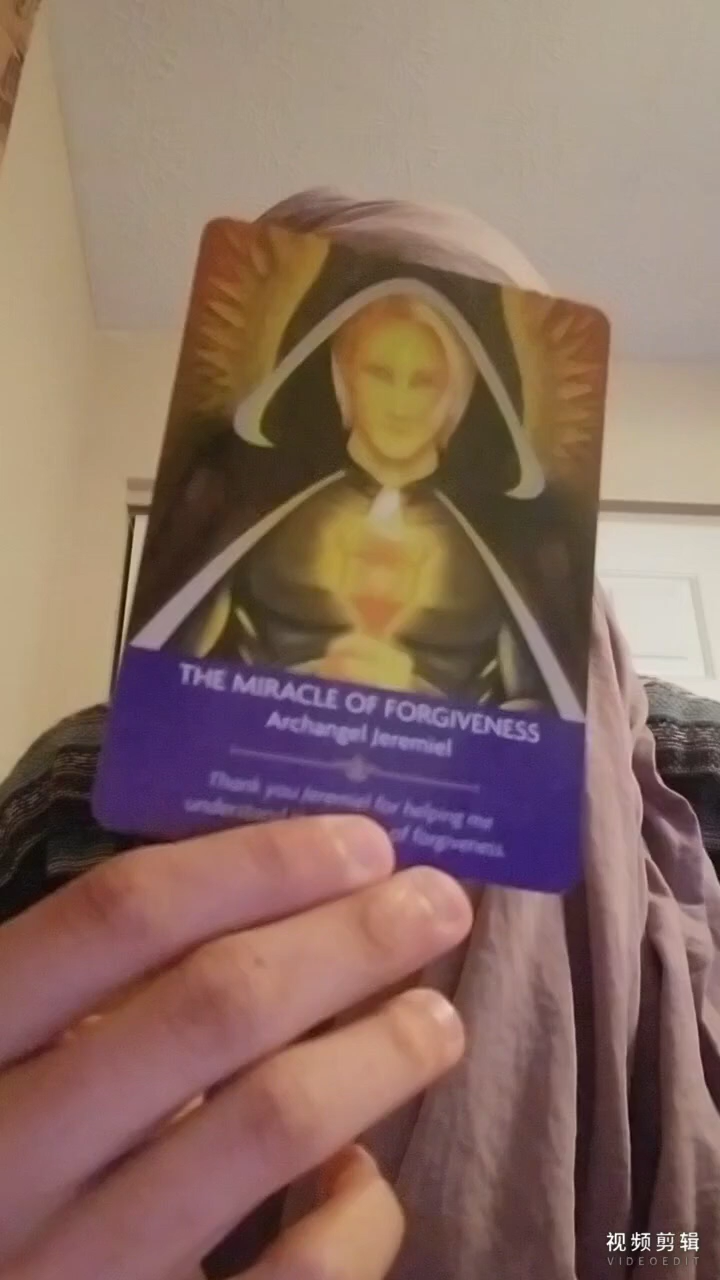 THE MIRACLE OF FORGIVENESS
Archangel Jeremiel
Thank you Jeremiel for helping me
understand of forgiveness.
视频剪辑
VIDEOEDIT